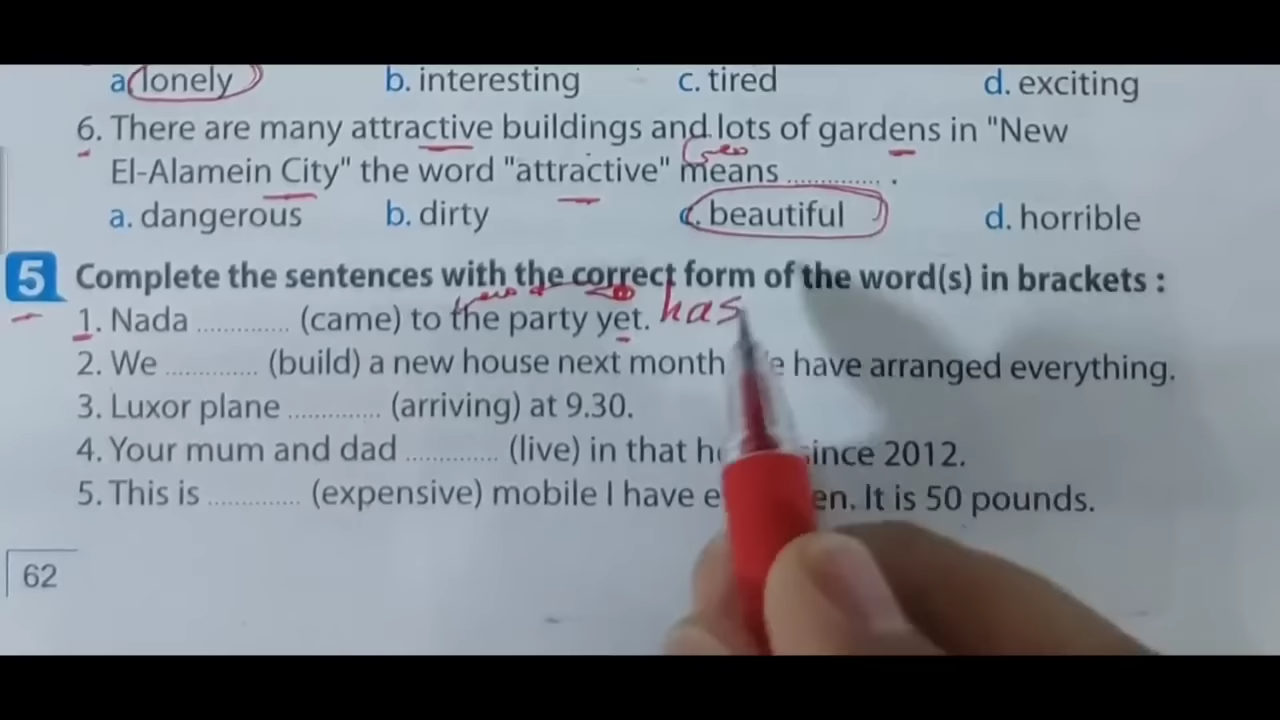 a. lonely b. interesting c. tired d. exciting
6. There are many attractive buildings and lots of gardens in "New
El-Alamein City" the word "attractive" means ............. .
a. dangerous b. dirty c. beautiful d. horrible
5 Complete the sentences with the correct form of the word(s) in brackets :
1. Nada ............. (came) to the party yet. has
2. We ............. (build) a new house next month have arranged everything.
3. Luxor plane ............. (arriving) at 9.30.
4. Your mum and dad ............. (live) in that since 2012.
5. This is ............. (expensive) mobile I have It is 50 pounds.
62